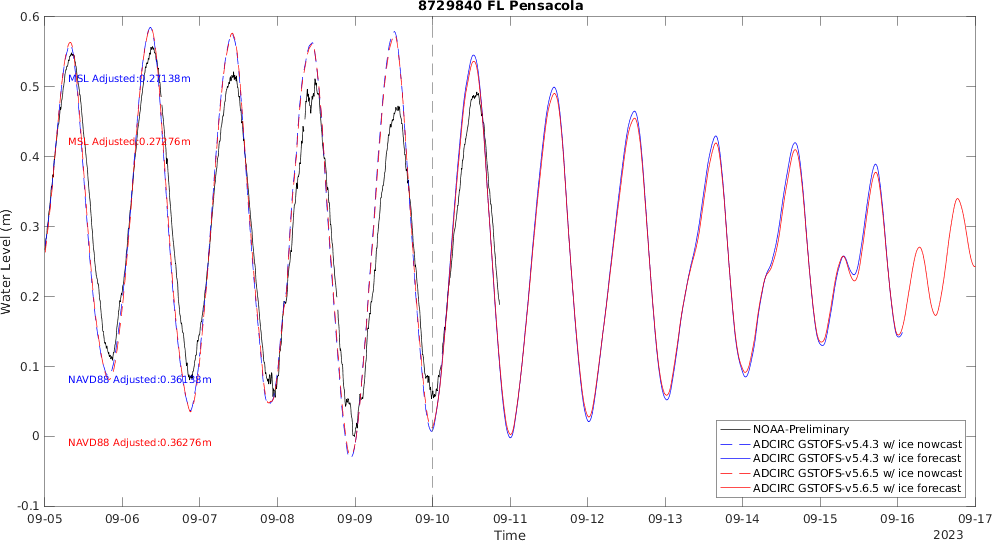 8729840 FL Pensacola
0.6
0.5
0.4
0.3
0.2
0.1
0
-0.1
Water Level (m)
MSL Adjusted:0.27138m
MSL Adjusted:0.27276m
NAVD88 Adjusted:0.36138m
NAVD88 Adjusted:0.36276m
NOAA-Preliminary
ADCIRC GSTOFS-v5.4.3 w/ ice nowcast
ADCIRC GSTOFS-v5.4.3 w/ ice forecast
ADCIRC GSTOFS-v5.6.5 w/ ice nowcast
ADCIRC GSTOFS-v5.6.5 w/ ice forecast
09-05 09-06 09-07 09-08 09-09 09-10 09-11 09-12 09-13 09-14 09-15 09-16 09-17
Time
2023